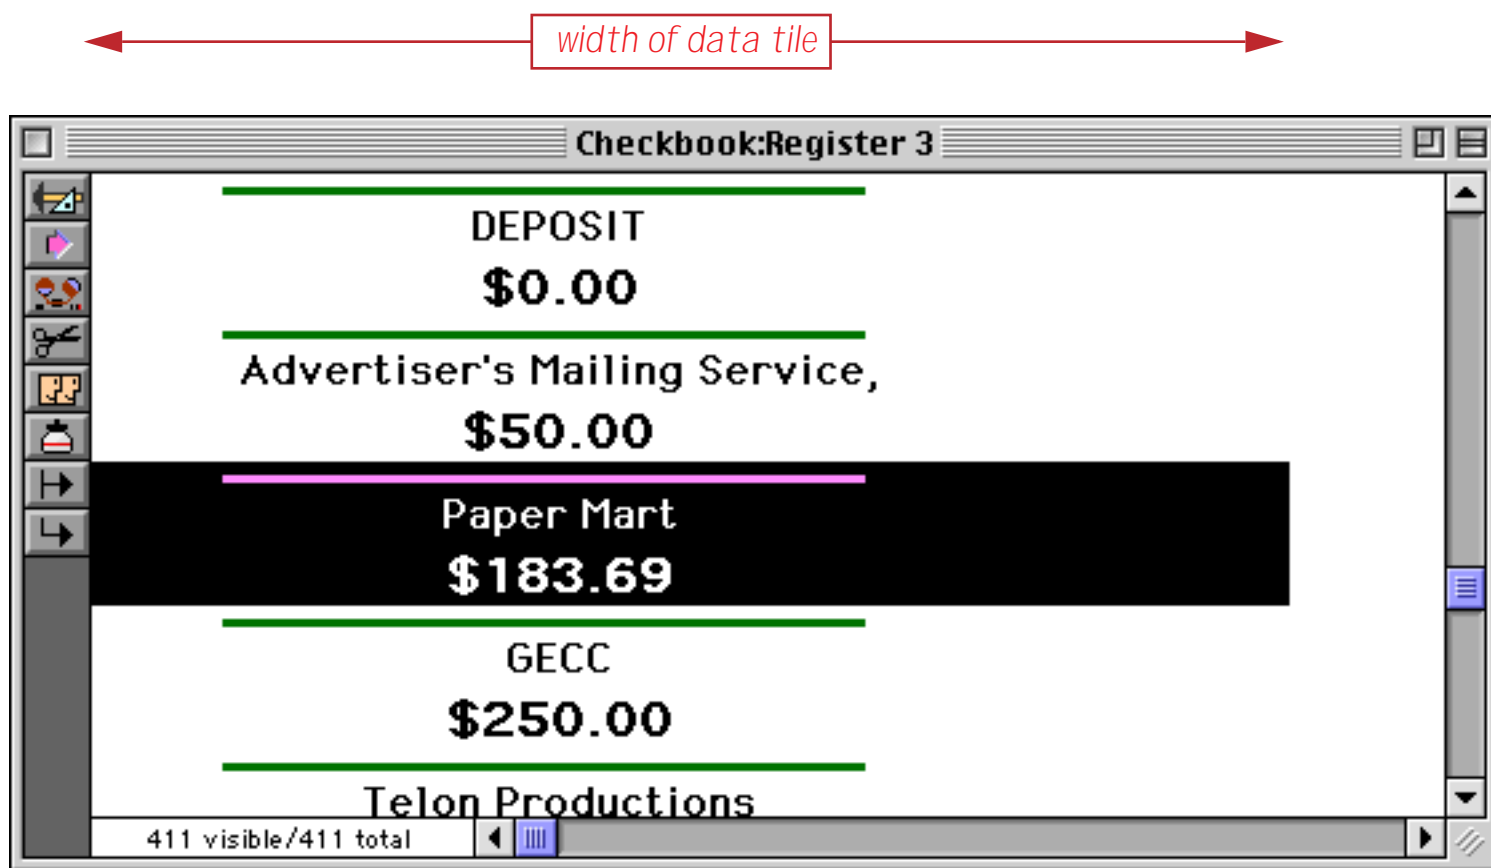 width of data tile
Checkbook:Register 3
DEPOSIT
$0.00
Advertiser's Mailing Service,
$50.00
Paper Mart
$183.69
GECC
$250.00
Telon Productions
411 visible/411 total